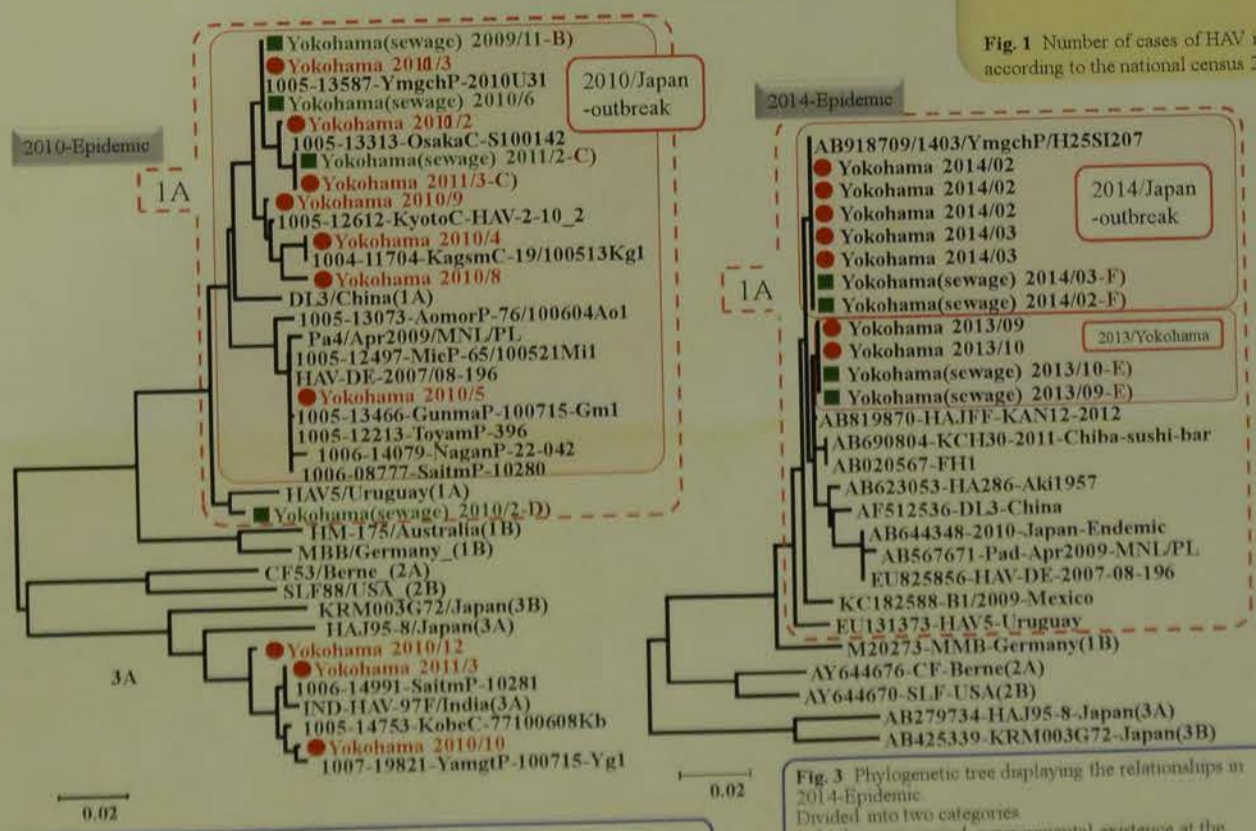 Fig. 1 Number of cases of HAV
according to the national census
2010-Epidemic
1A
Yokohama(sewage) 2009/11-B)
Yokohama 2011/3
1005-13587-YmgchP-2010U31
Yokohama(sewage) 2010/6
Yokohama 2011/2
1005-13313-OsakaC-S100142
Yokohama(sewage) 2011/2-C)
Yokohama 2011/3-C)
Yokohama 2010/9
1005-12612-KyotoC-HAV-2-10_2
Yokohama 2010/4
1004-11704-KagsmC-19/100513Kg1
Yokohama 2010/8
DL3/China(1A)
1005-13073-AomorP-76/100604Ao1
Pa4/Apr2009/MNL/PL
1005-12497-MieP-65/100521Mi1
HAV-DE-2007/08-196
Yokohama 2010/5
1005-13466-GunmaP-100715-Gm1
1005-12213-ToyamP-396
1006-14079-NaganP-22-042
1006-08777-SaitmP-10280
HAV5/Uruguay(1A)
Yokohama(sewage) 2010/2-D)
HM-175/Australia(1B)
MBB/Germany_(1B)
CF53/Berne_(2A)
SLF88/USA_(2B)
KRM003G72/Japan(3B)
HAJ95-8/Japan(3A)
Yokohama 2010/12
Yokohama 2011/3
1006-14991-SaitmP-10281
IND-HAV-97F/India(3A)
1005-14753-KobeC-77100608Kb
Yokohama 2010/10
1007-19821-YamgtP-100715-Yg1
3A
0.02
2010/Japan
-outbreak
2014-Epidemic
1A
AB918709/1403/YmgchP/H25SI207
Yokohama 2014/02
Yokohama 2014/02
Yokohama 2014/02
Yokohama 2014/03
Yokohama 2014/03
Yokohama(sewage) 2014/03-F)
Yokohama(sewage) 2014/02-F)
2014/Japan
-outbreak
Yokohama 2013/09
Yokohama 2013/10
Yokohama(sewage) 2013/10-E)
Yokohama(sewage) 2013/09-E)
2013/Yokohama
AB819870-HAJFF-KAN12-2012
AB690804-KCH30-2011-Chiba-sushi-bar
AB020567-FH1
AB623053-HA286-Aki1957
AF512536-DL3-China
AB644348-2010-Japan-Endemic
AB567671-Pad-Apr2009-MNL/PL
EU825856-HAV-DE-2007-08-196
KC182588-B1/2009-Mexico
EU131373-HAV5-Uruguay
M20273-MMB-Germany(1B)
AY644676-CF-Berne(2A)
AY644670-SLF-USA(2B)
AB279734-HAJ95-8-Japan(3A)
AB425339-KRM003G72-Japan(3B)
0.02
Fig. 3 Phylogenetic tree displaying the relationships in
2014-Epidemic.
Divided into two categories
environmental existence at the